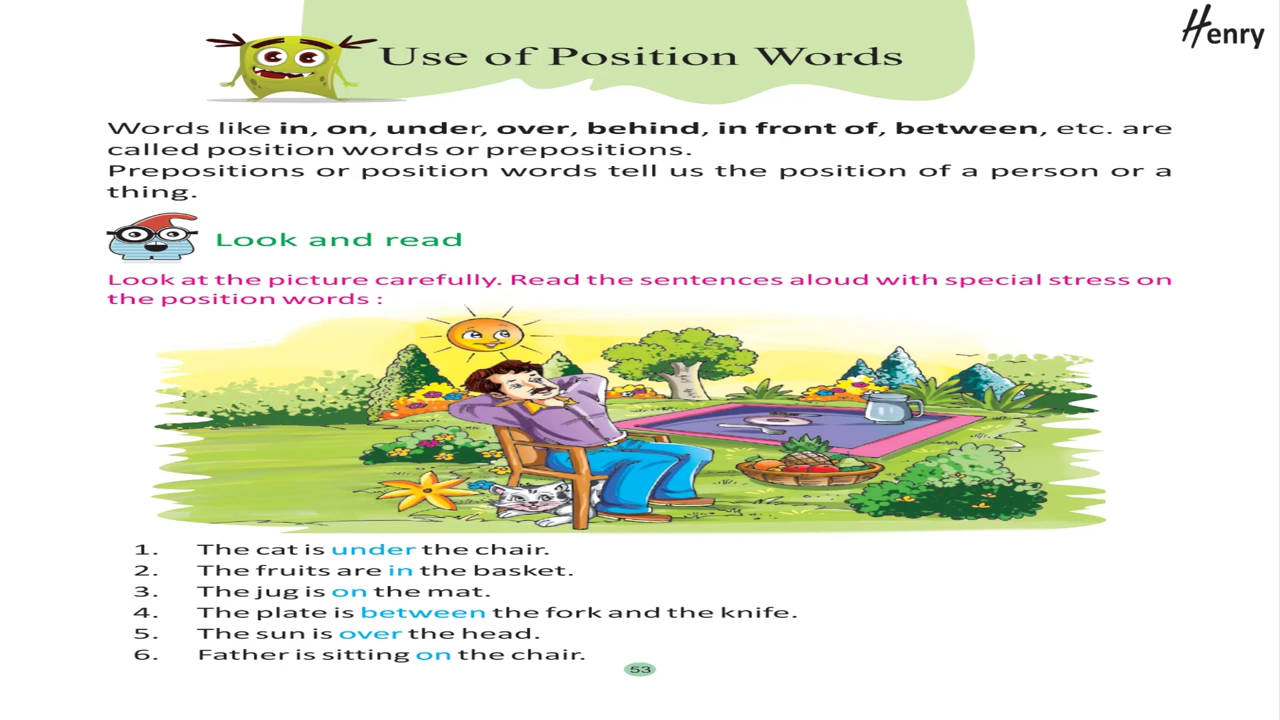 Henry
Use of Position Words
Words like in, on, under, over, behind, in front of, between, etc. are
called position words or prepositions.
Prepositions or position words tell us the position of a person or a
thing.
Look and read
Look at the picture carefully. Read the sentences aloud with special stress on
the position words :
1. The cat is under the chair.
2. The fruits are in the basket.
3. The jug is on the mat.
4. The plate is between the fork and the knife.
5. The sun is over the head.
6. Father is sitting on the chair.
53